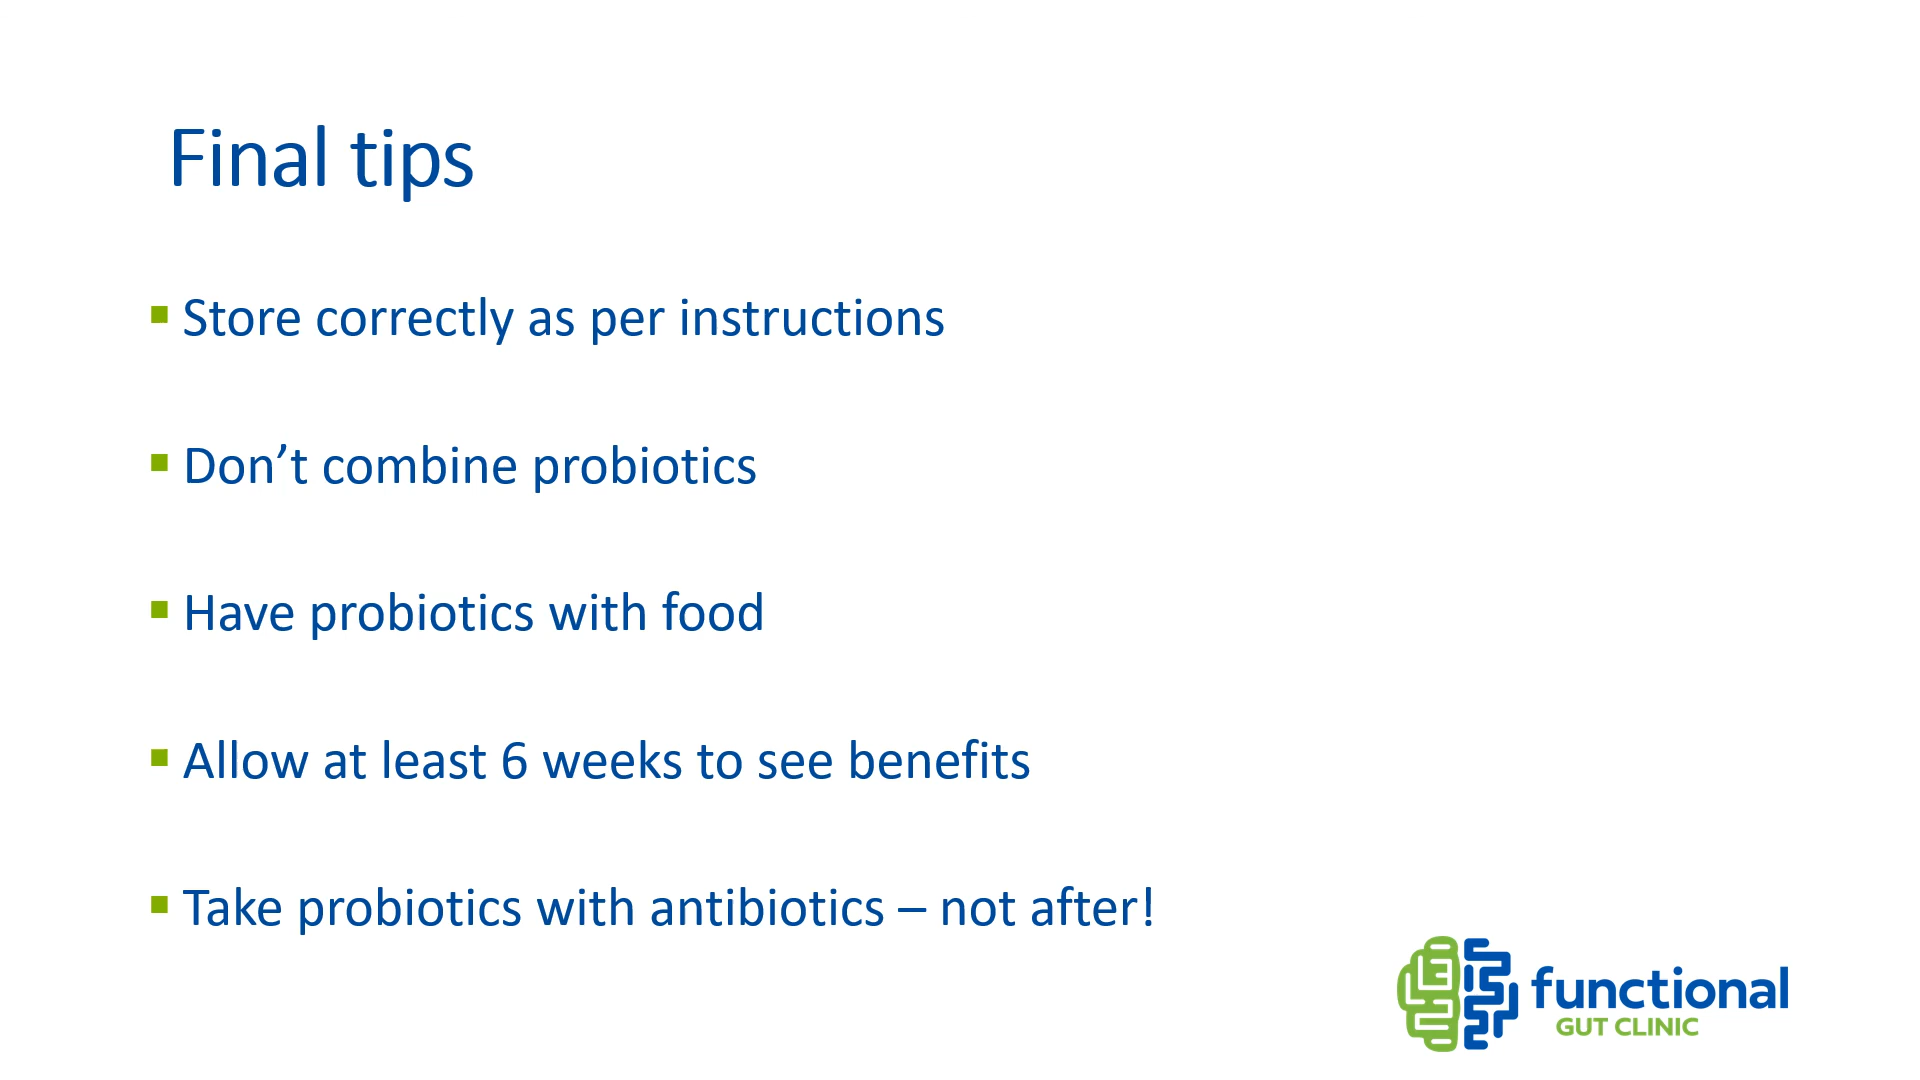 Final tips
Store correctly as per instructions
Don’t combine probiotics
Have probiotics with food
Allow at least 6 weeks to see benefits
Take probiotics with antibiotics – not after!
functional
GUT CLINIC